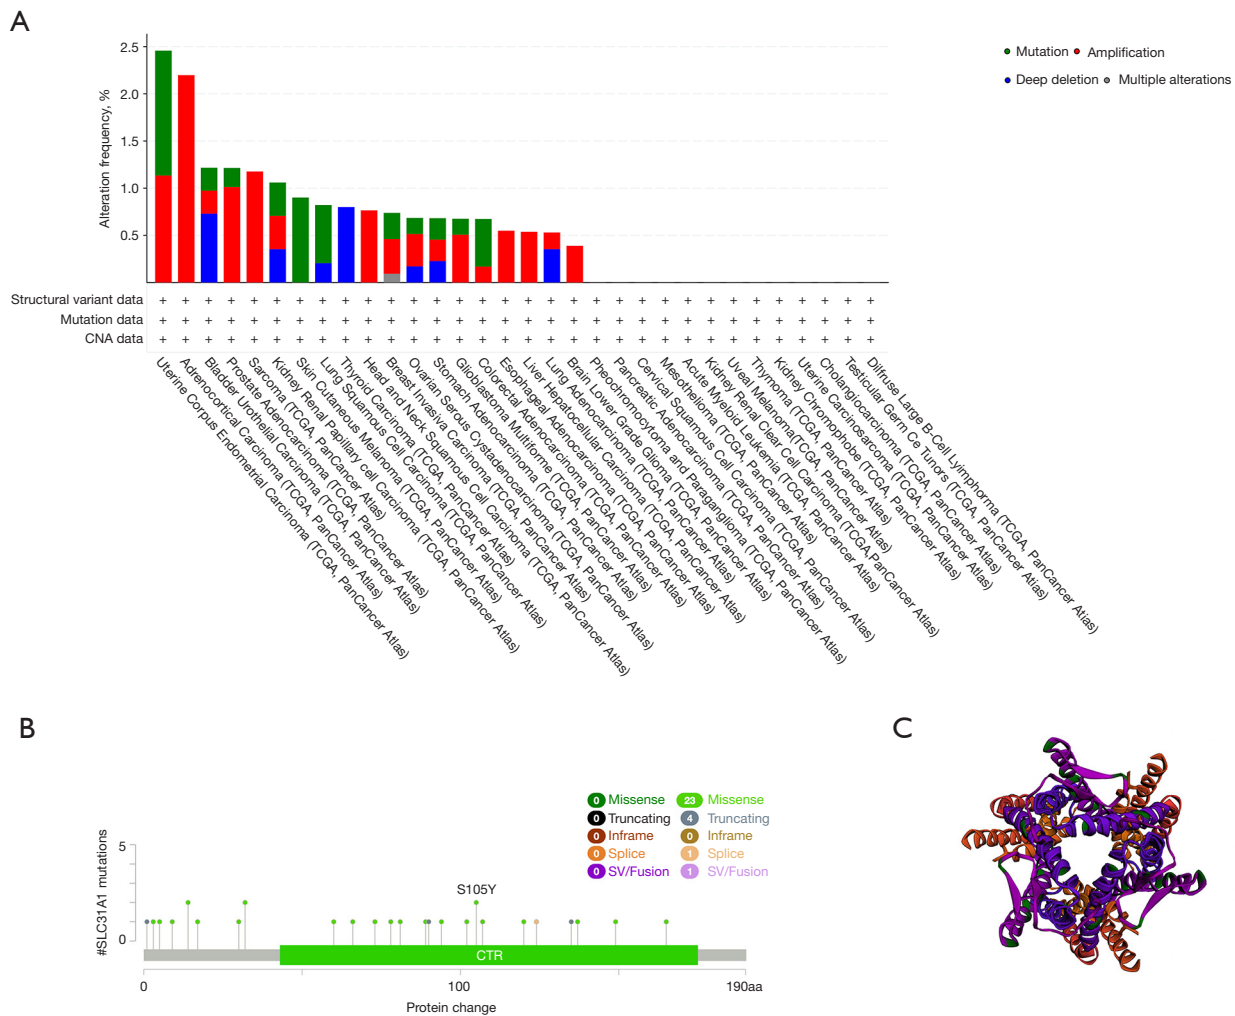 A
Mutation
Amplification
Deep deletion
Multiple alterations
Alteration frequency, %
2.5
2.0
1.5
1.0
0.5
Structural variant data + + + + + + + + + + + + + + + + + + + + + + + + + + + + + + + +
Mutation data + + + + + + + + + + + + + + + + + + + + + + + + + + + + + + + +
CNA data + + + + + + + + + + + + + + + + + + + + + + + + + + + + + + + +
Uterine Corpus Endometrial Carcinoma (TCGA, PanCancer Atlas)
Adrenocortical Carcinoma (TCGA, PanCancer Atlas)
Bladder Urothelial Carcinoma (TCGA, PanCancer Atlas)
Prostate Adenocarcinoma (TCGA, PanCancer Atlas)
Sarcoma (TCGA, PanCancer Atlas)
Kidney Renal Papillary cell Carcinoma (TCGA, PanCancer Atlas)
Skin Cutaneous Melanoma (TCGA, PanCancer Atlas)
Lung Squamous Cell Carcinoma (TCGA, PanCancer Atlas)
Thyroid Carcinoma (TCGA, PanCancer Atlas)
Head and Neck Squamous Cell Carcinoma (TCGA, PanCancer Atlas)
Breast Invasive Carcinoma (TCGA, PanCancer Atlas)
Ovarian Serous Cystadenocarcinoma (TCGA, PanCancer Atlas)
Stomach Adenocarcinoma (TCGA, PanCancer Atlas)
Glioblastoma Multiforme (TCGA, PanCancer Atlas)
Colorectal Adenocarcinoma (TCGA, PanCancer Atlas)
Esophageal Adenocarcinoma (TCGA, PanCancer Atlas)
Liver Hepatocellular Carcinoma (TCGA, PanCancer Atlas)
Lung Adenocarcinoma (TCGA, PanCancer Atlas)
Brain Lower Grade Glioma (TCGA, PanCancer Atlas)
Pheochromocytoma and Paraganglioma (TCGA, PanCancer Atlas)
Pancreatic Adenocarcinoma (TCGA, PanCancer Atlas)
Cervical Squamous Cell Carcinoma (TCGA, PanCancer Atlas)
Mesothelioma (TCGA, PanCancer Atlas)
Acute Myeloid Leukemia (TCGA, PanCancer Atlas)
Kidney Renal Clear Cell Carcinoma (TCGA,PanCancer Atlas)
Uveal Melanoma(TCGA, PanCancer Atlas)
Thymoma (TCGA, PanCancer Atlas)
Kidney Chromophobe (TCGA, PanCancer Atlas)
Uterine Carcinosarcoma (TCGA, PanCancer Atlas)
Cholangiocarcinoma (TCGA, PanCancer Atlas)
Testicular Germ Ce Tunors (TCGA, PanCancer Atlas)
Diffuse Large B-Cell Lyimphorma (TCGA, PanCancer Atlas)
B
0 Missense 23 Missense
0 Truncating 4 Truncating
0 Inframe 0 Inframe
0 Splice 1 Splice
0 SV/Fusion 1 SV/Fusion
#SLC31A1 mutations
5
0
S105Y
CTR
0
100
190aa
Protein change
C